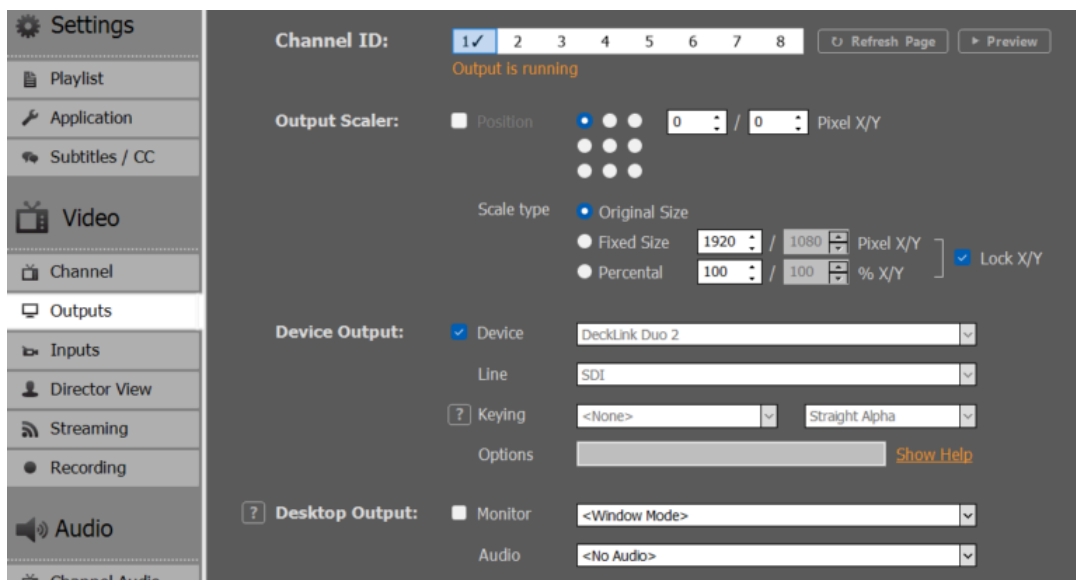 Settings
Playlist
Application
Subtitles / CC
Video
Channel
Outputs
Inputs
Director View
Streaming
Recording
Audio
Channel Audio
Channel ID: 1✓ 2 3 4 5 6 7 8 Refresh Page Preview
Output is running
Output Scaler: Position 0 / 0 Pixel X/Y
Scale type Original Size
Fixed Size 1920 / 1080 Pixel X/Y
Lock X/Y
Percental 100 / 100 % X/Y
Device Output: Device DeckLink Duo 2
Line SDI
? Keying <None> Straight Alpha
Options Show Help
? Desktop Output: Monitor <Window Mode>
Audio <No Audio>